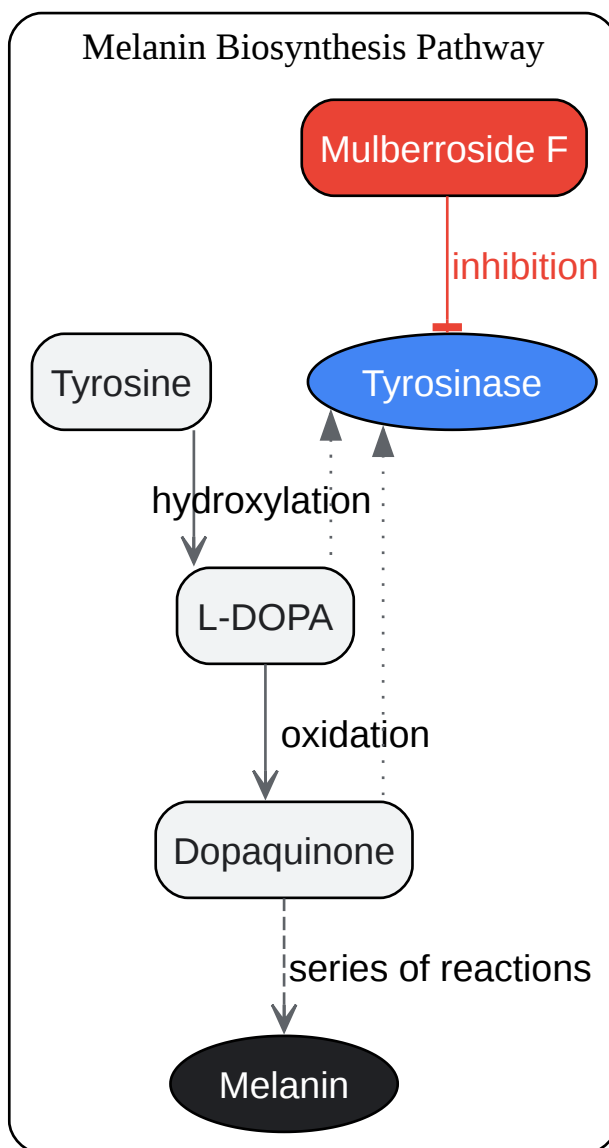 Melanin Biosynthesis Pathway
Mulberroside F
inhibition
Tyrosine
Tyrosinase
hydroxylation
L-DOPA
oxidation
Dopaquinone
series of reactions
Melanin